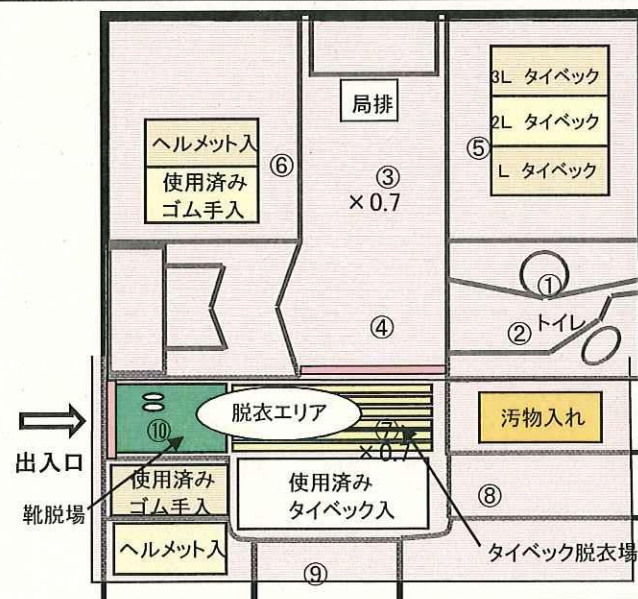 局排
3L タイベック
2L タイベック
L タイベック
⑤
ヘルメット入
⑥
使用済み
ゴム手入
③
×0.7
①
④
②
トイレ
出入口
⑩
脱衣エリア
⑦
×0.7
汚物入れ
靴脱場
使用済み
ゴム手入
使用済み
タイベック入
⑧
ヘルメット入
タイベック脱衣場
⑨